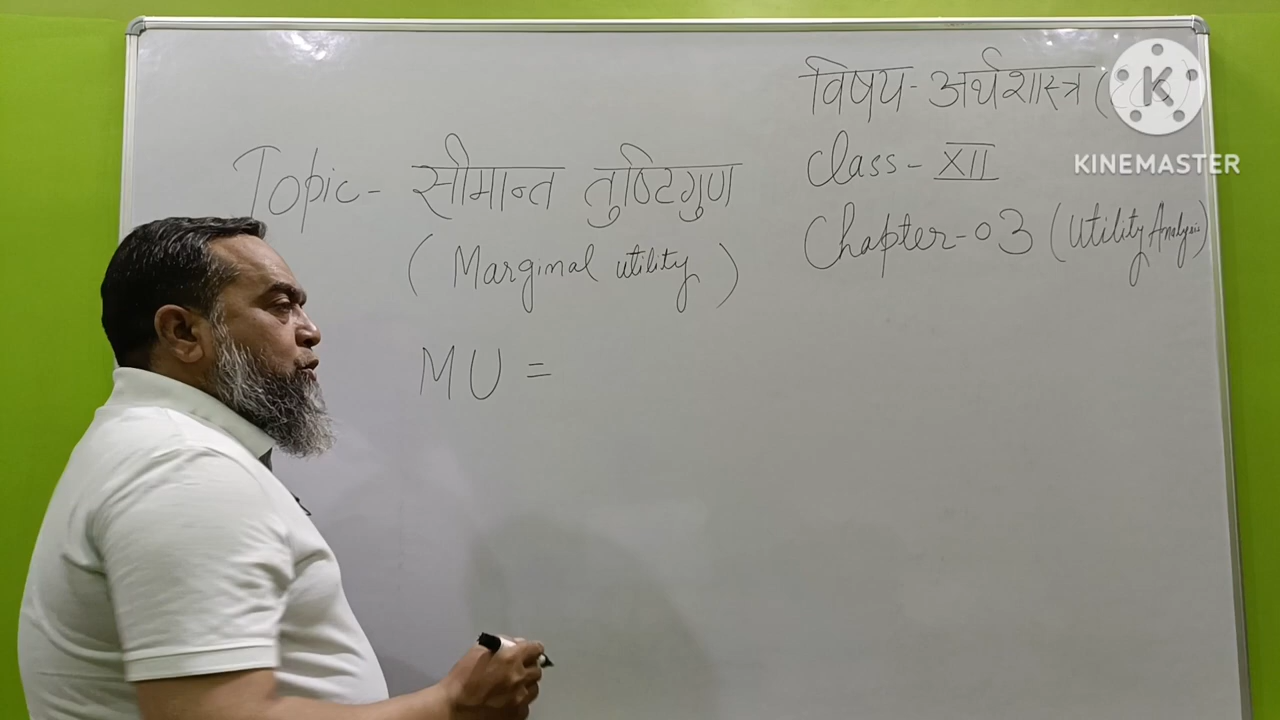 विषय- अर्थशास्त्र (
Class- XII
Chapter-03 (Utility Analysis)
Topic- सीमान्त तुष्टिगुण
(Marginal utility)
MU =
K
KINEMASTER